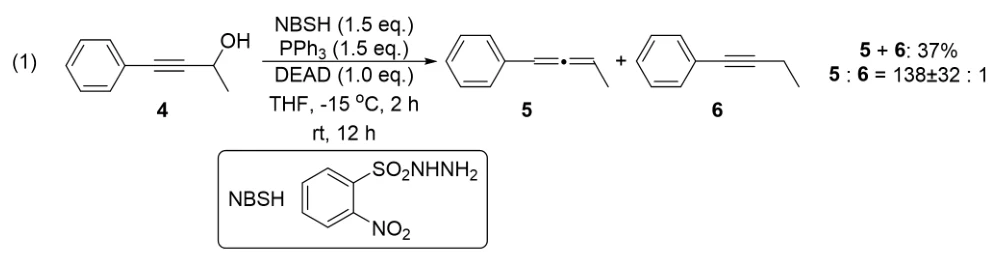 NBSH (1.5 eq.)
(1) OH PPh3 (1.5 eq.) 5 + 6: 37%
DEAD (1.0 eq.) + 5 : 6 = 138±32 : 1
THF, -15 °C, 2 h
4 5 6
rt, 12 h
SO2NHNH2
NBSH
NO2